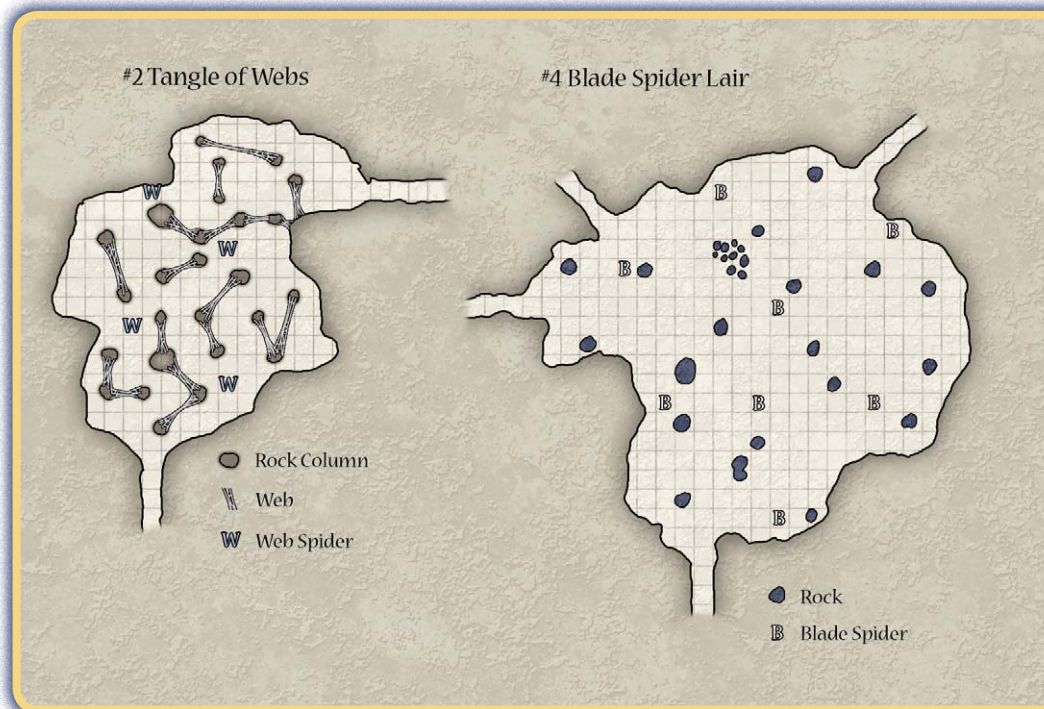 #2 Tangle of Webs
#4 Blade Spider Lair
W
W
W
W
Rock Column
Web
W Web Spider
B
B
B
B
B
B
B
B
Rock
B Blade Spider